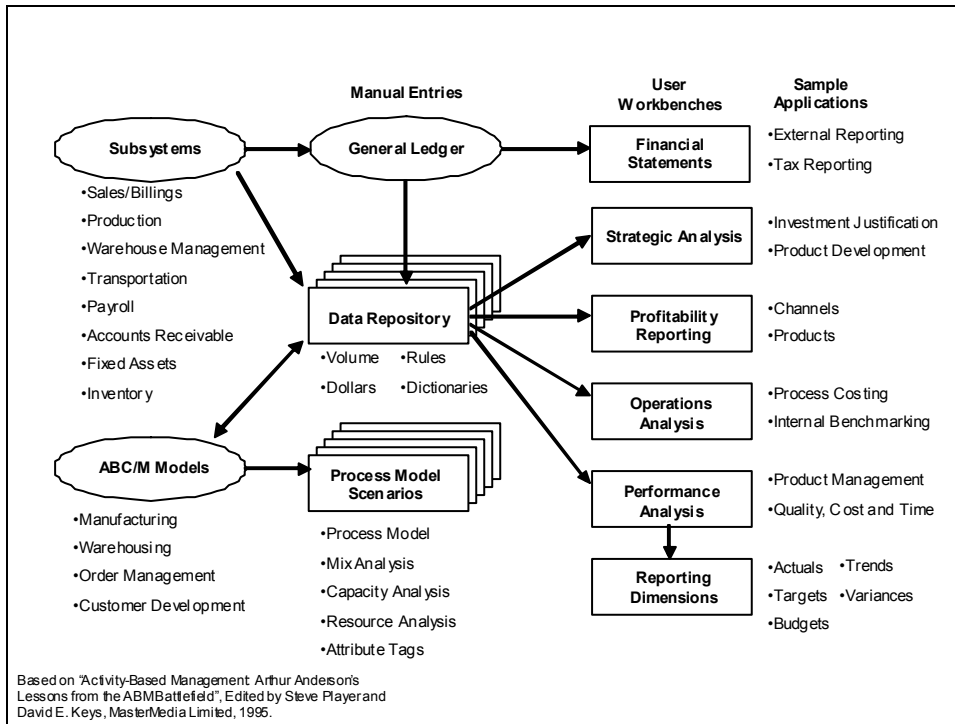 Manual Entries
User
Workbenches
Sample
Applications
Subsystems
General Ledger
Financial
Statements
•External Reporting
•Tax Reporting
•Sales/Billings
•Production
•Warehouse Management
•Transportation
•Payroll
•Accounts Receivable
•Fixed Assets
•Inventory
Strategic Analysis
•Investment Justification
•Product Development
Data Repository
•Volume •Rules
•Dollars •Dictionaries
Profitability
Reporting
•Channels
•Products
Operations
Analysis
•Process Costing
•Internal Benchmarking
ABC/M Models
•Manufacturing
•Warehousing
•Order Management
•Customer Development
Process Model
Scenarios
•Process Model
•Mix Analysis
•Capacity Analysis
•Resource Analysis
•Attribute Tags
Performance
Analysis
•Product Management
•Quality, Cost and Time
Reporting
Dimensions
•Actuals •Trends
•Targets •Variances
•Budgets
Based on "Activity-Based Management: Arthur Anderson's
Lessons from the ABM Battlefield", Edited by Steve Player and
David E. Keys, MasterMedia Limited, 1995.